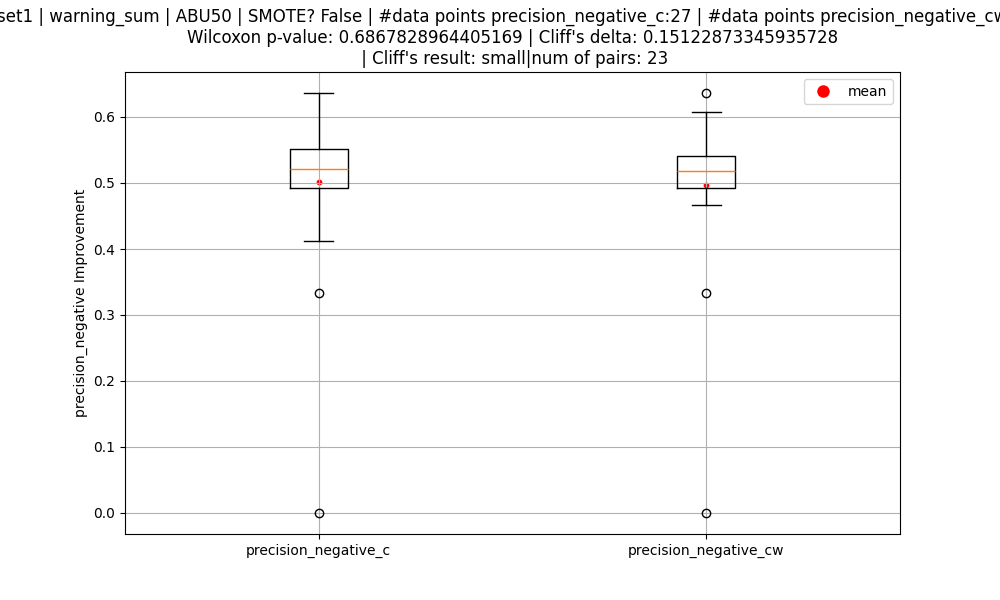 set1 | warning_sum | ABU50 | SMOTE? False | #data points precision_negative_c:27 | #data points precision_negative_cw
Wilcoxon p-value: 0.6867828964405169 | Cliff's delta: 0.15122873345935728
| Cliff's result: small|num of pairs: 23
mean
0.6
0.5
0.4
0.3
0.2
0.1
0.0
precision_negative Improvement
precision_negative_c
precision_negative_cw